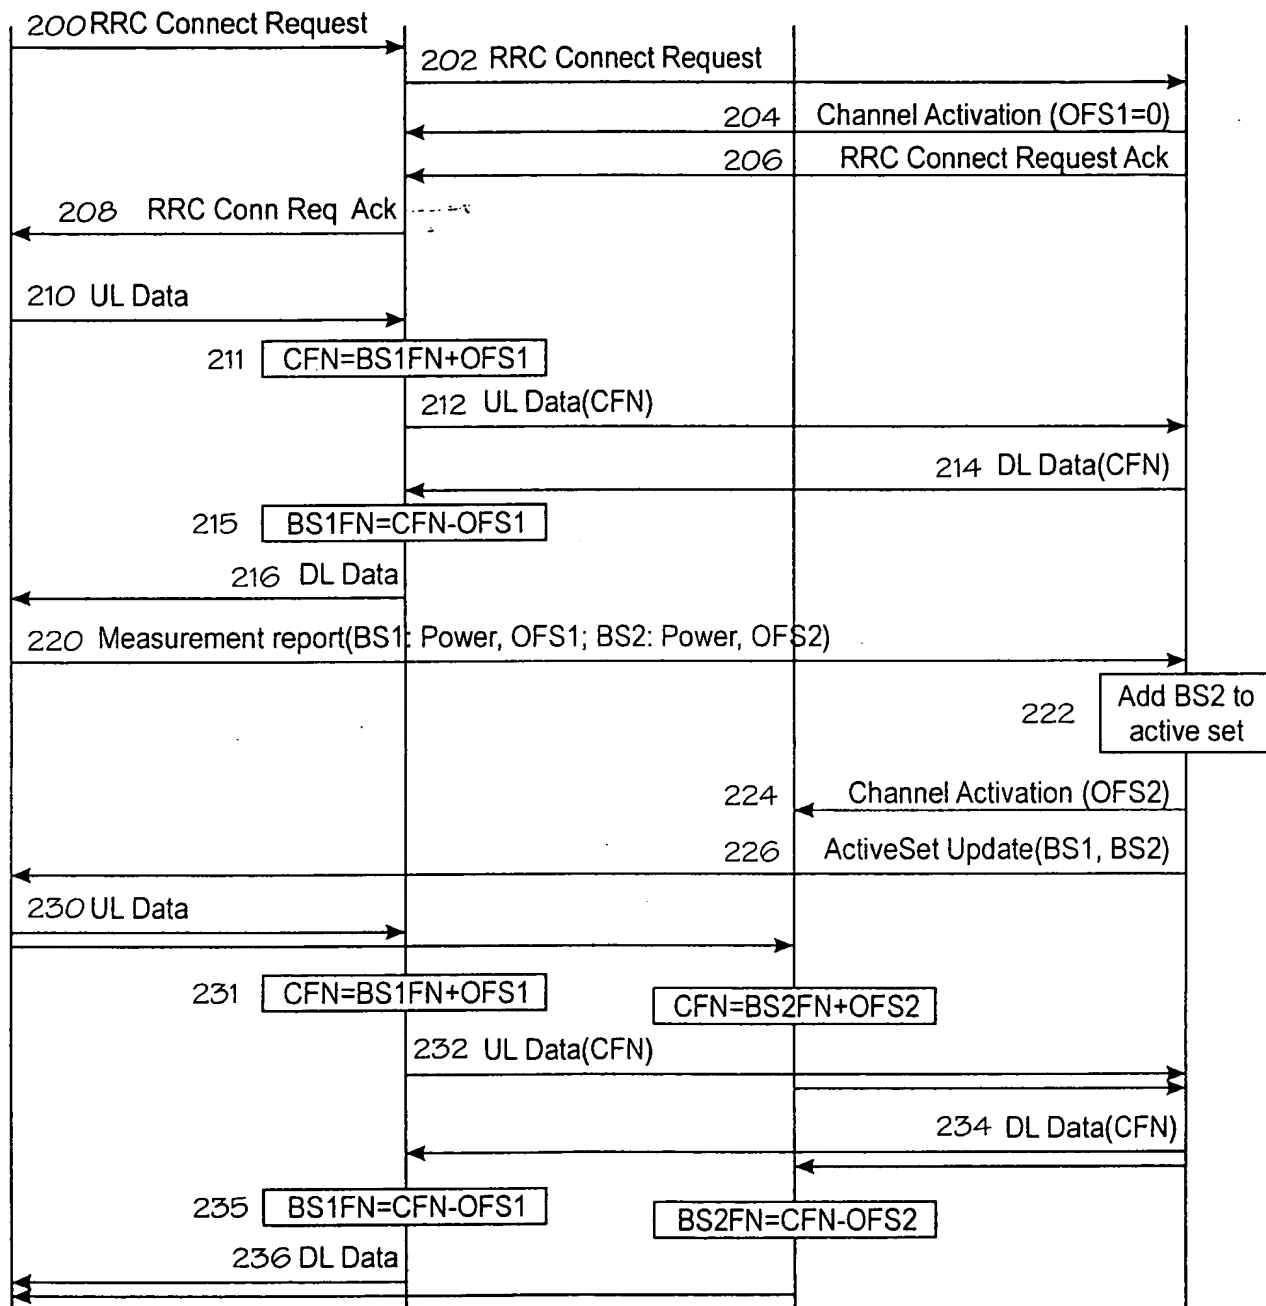 200 RRC Connect Request
202 RRC Connect Request
204 Channel Activation (OFS1=0)
206 RRC Connect Request Ack
208 RRC Conn Req Ack
210 UL Data
211 CFN=BS1FN+OFS1
212 UL Data(CFN)
214 DL Data(CFN)
215 BS1FN=CFN-OFS1
216 DL Data
220 Measurement report(BS1: Power, OFS1; BS2: Power, OFS2)
222 Add BS2 to
active set
224 Channel Activation (OFS2)
226 ActiveSet Update(BS1, BS2)
230 UL Data
231 CFN=BS1FN+OFS1
CFN=BS2FN+OFS2
232 UL Data(CFN)
234 DL Data(CFN)
235 BS1FN=CFN-OFS1
BS2FN=CFN-OFS2
236 DL Data